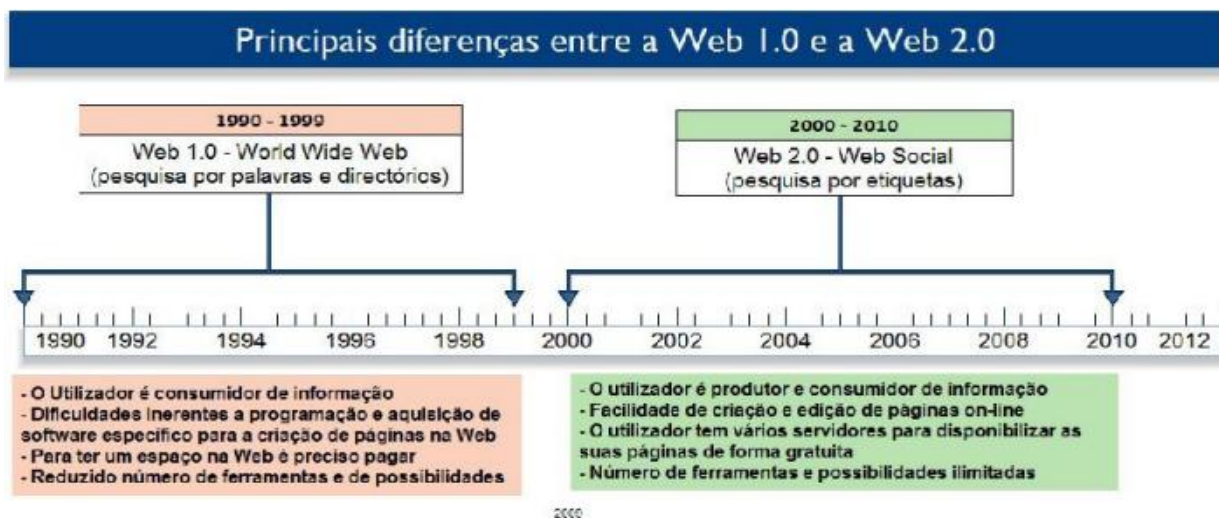 Principais diferenças entre a Web 1.0 e a Web 2.0
1990 - 1999
Web 1.0 - World Wide Web
(pesquisa por palavras e directórios)
2000 - 2010
Web 2.0 - Web Social
(pesquisa por etiquetas)
1990 1992 1994 1996 1998 2000 2002 2004 2006 2008 2010 2012
- O Utilizador é consumidor de informação
- Dificuldades inerentes a programação e aquisição de
software específico para a criação de páginas na Web
- Para ter um espaço na Web é preciso pagar
- Reduzido número de ferramentas e de possibilidades
- O utilizador é produtor e consumidor de informação
- Facilidade de criação e edição de páginas on-line
- O utilizador tem vários servidores para disponibilizar as
suas páginas de forma gratuita
- Número de ferramentas e possibilidades ilimitadas
2000